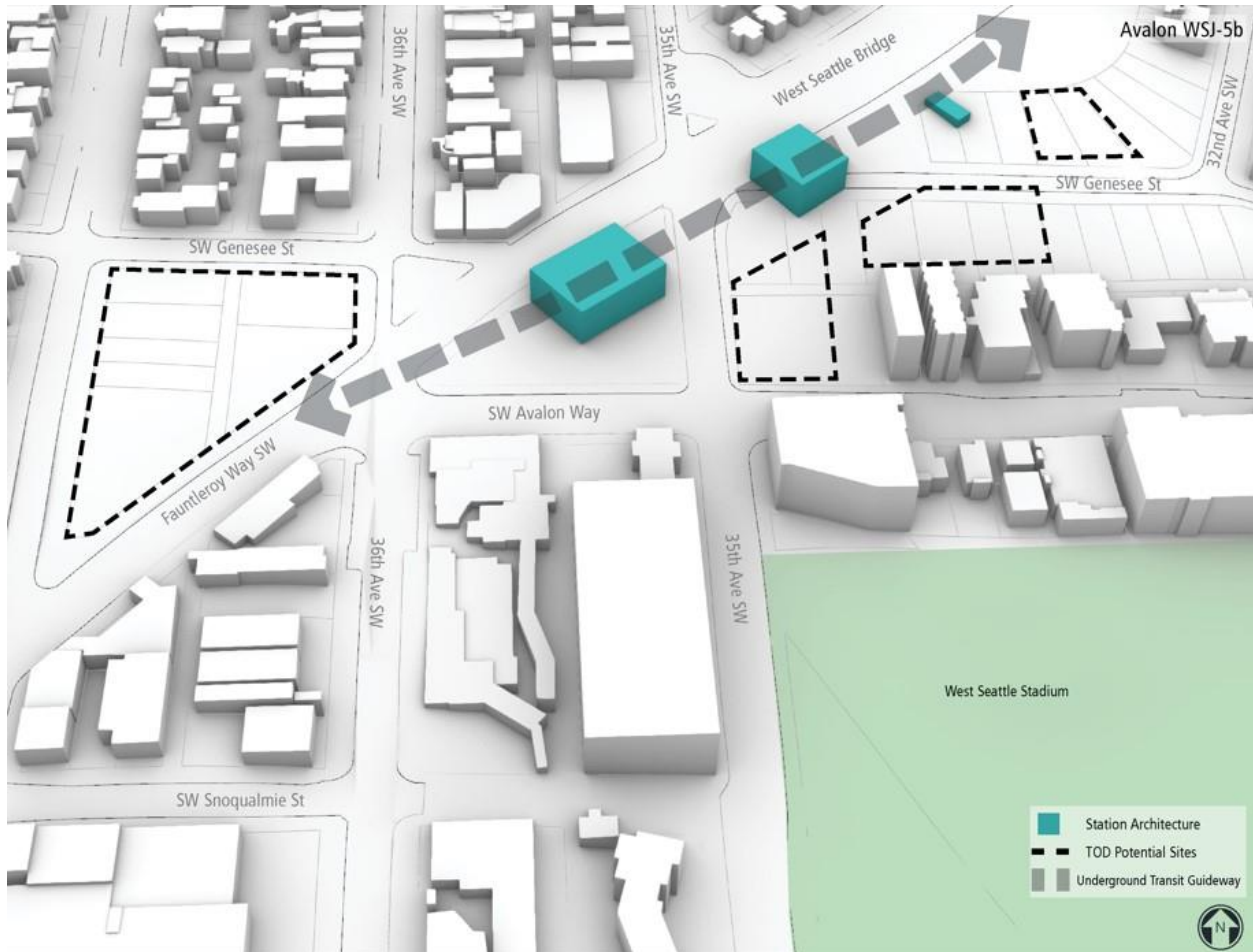 Avalon WSJ-5b
36th Ave SW
35th Ave SW
West Seattle Bridge
32nd Ave SW
SW Genesee St
SW Genesee St
SW Avalon Way
Fauntleroy Way SW
36th Ave SW
35th Ave SW
West Seattle Stadium
SW Snoqualmie St
Station Architecture
TOD Potential Sites
Underground Transit Guideway
N